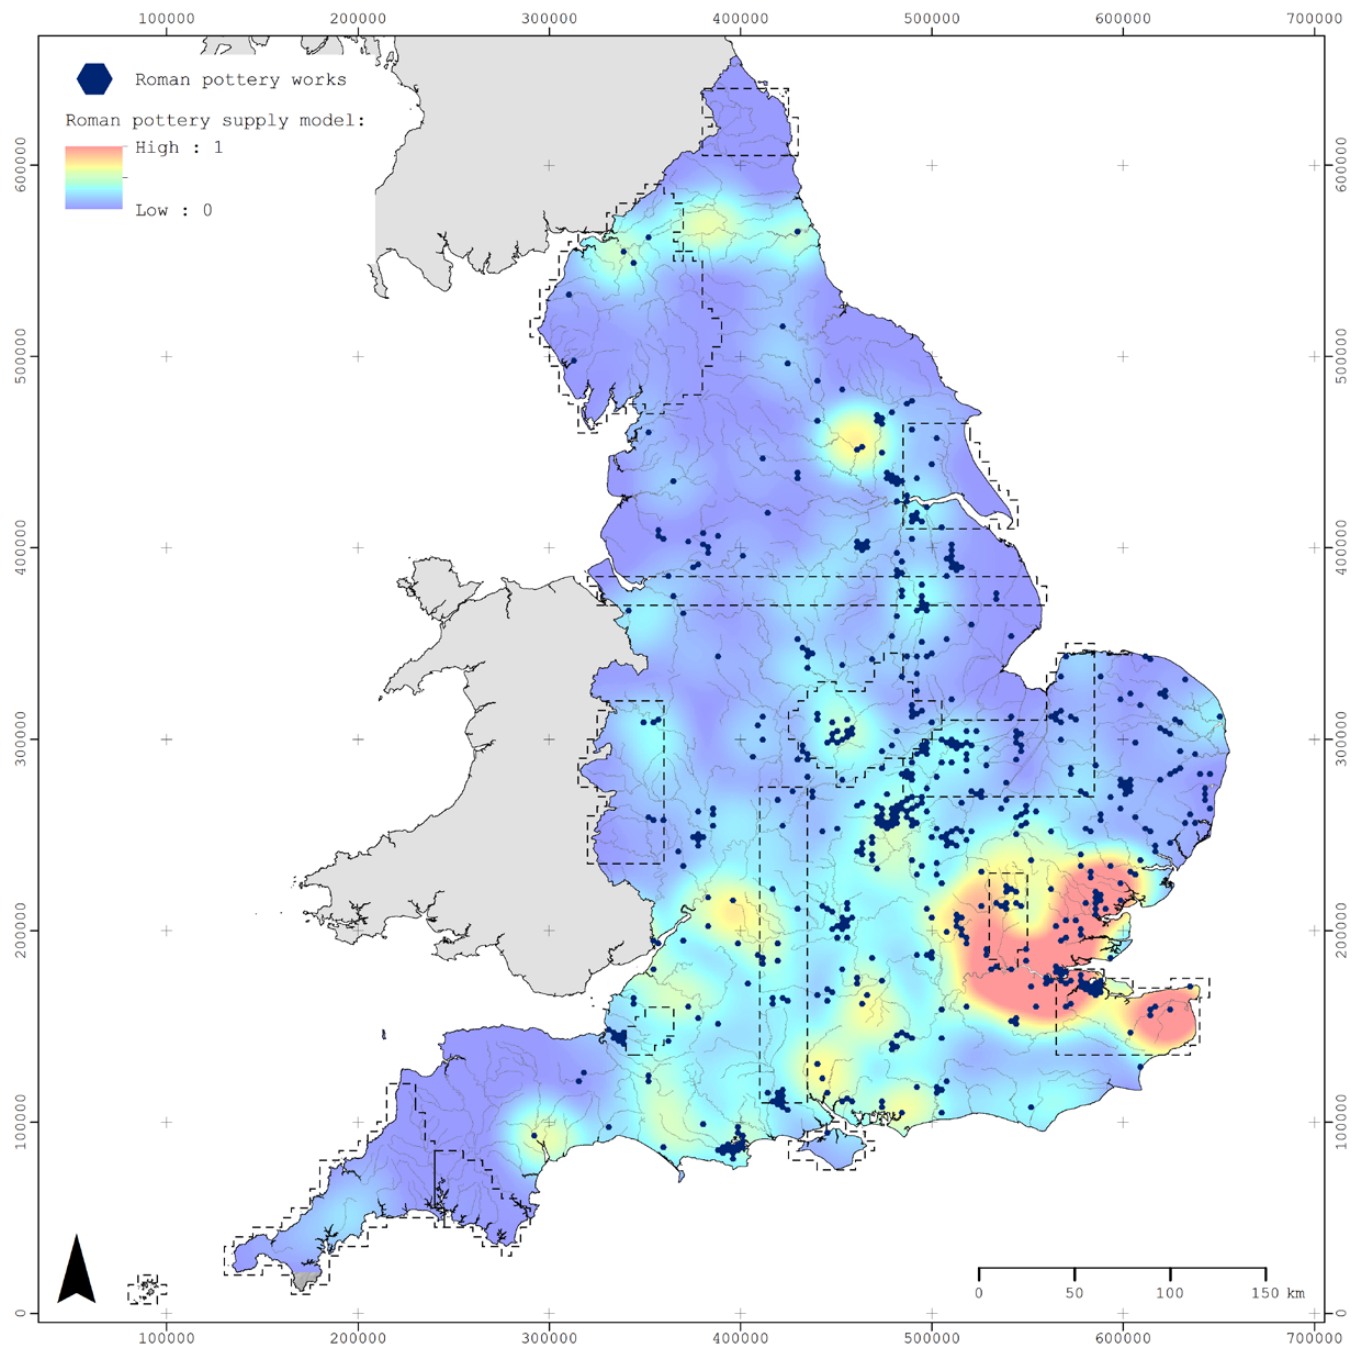 100000 200000 300000 400000 500000 600000 700000
Roman pottery works
Roman pottery supply model:
High : 1
Low : 0
600000 600000
500000 500000
400000 400000
300000 300000
200000 200000
100000 100000
0 50 100 150 km
0 0
100000 200000 300000 400000 500000 600000 700000